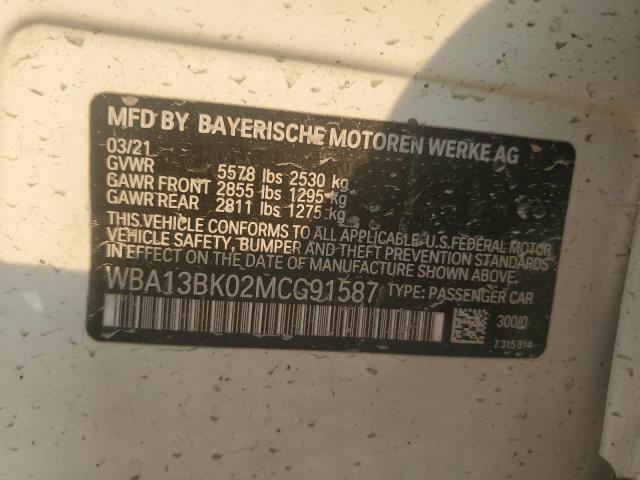 MFD BY BAYERISCHE MOTOREN WERKE AG
03/21
GVWR 5578 lbs 2530 kg
GAWR FRONT 2855 lbs 1295 kg
GAWR REAR 2811 lbs 1275 kg
THIS VEHICLE CONFORMS TO ALL APPLICABLE U.S. FEDERAL MOTOR
VEHICLE SAFETY, BUMPER AND THEFT PREVENTION STANDARDS
IN EFFECT ON THE DATE OF MANUFACTURE SHOWN ABOVE.
WBA13BK02MCG91587 TYPE: PASSENGER CAR
300/0
7 315 814